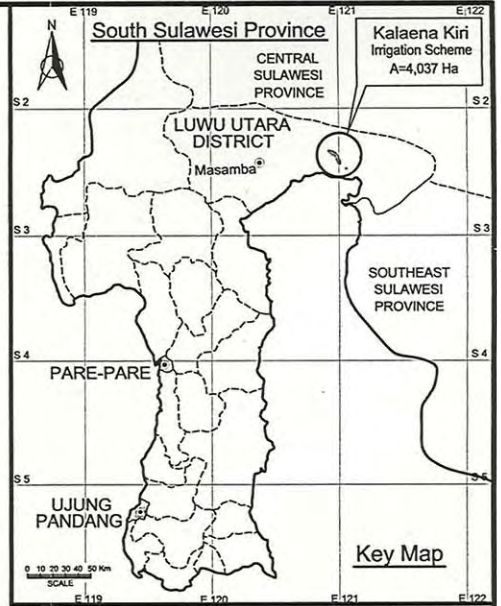 E 119
E 120
E 121
E 122
N
South Sulawesi Province
Kalaena Kiri
Irrigation Scheme
A=4,037 Ha
CENTRAL
SULAWESI
PROVINCE
S 2
S 2
LUWU UTARA
DISTRICT
Masamba
S 3
S 3
SOUTHEAST
SULAWESI
PROVINCE
S 4
S 4
PARE-PARE
S 5
S 5
UJUNG
PANDANG
Key Map
0 10 20 30 40 50 Km
SCALE
E 119
E 120
E 121
E 122